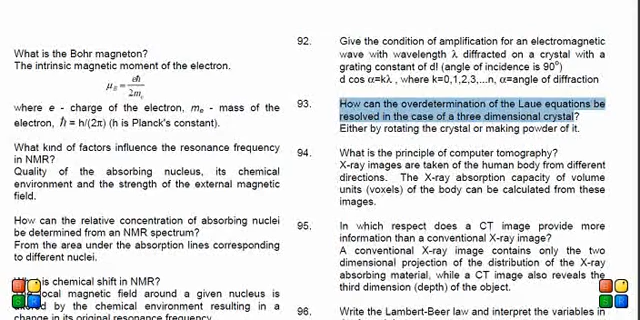 What is the Bohr magneton?
The intrinsic magnetic moment of the electron.
μB = eħ / 2me
where e - charge of the electron, me - mass of the
electron, ħ = h/(2π) (h is Planck's constant).
What kind of factors influence the resonance frequency
in NMR?
Quality of the absorbing nucleus, its chemical
environment and the strength of the external magnetic
field.
How can the relative concentration of absorbing nuclei
be determined from an NMR spectrum?
From the area under the absorption lines corresponding
to different nuclei.
is chemical shift in NMR?
local magnetic field around a given nucleus is
by the chemical environment resulting in a
change in its original resonance frequency.
92. Give the condition of amplification for an electromagnetic
wave with wavelength λ diffracted on a crystal with a
grating constant of d! (angle of incidence is 90°)
d cos α=kλ , where k=0,1,2,3,...n, α=angle of diffraction
93. How can the overdetermination of the Laue equations be
resolved in the case of a three dimensional crystal?
Either by rotating the crystal or making powder of it.
94. What is the principle of computer tomography?
X-ray images are taken of the human body from different
directions. The X-ray absorption capacity of volume
units (voxels) of the body can be calculated from these
images.
95. In which respect does a CT image provide more
information than a conventional X-ray image?
A conventional X-ray image contains only the two
dimensional projection of the distribution of the X-ray
absorbing material, while a CT image also reveals the
third dimension (depth) of the object.
96. Write the Lambert-Beer law and interpret the variables in